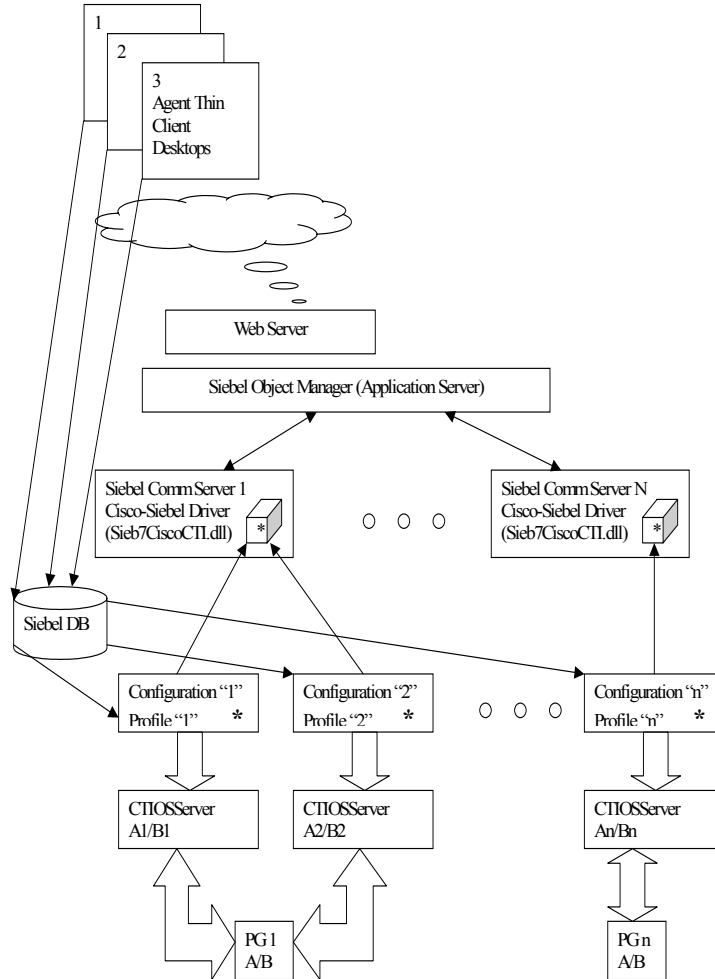 1
2
3
Agent Thin
Client
Desktops
Web Server
Siebel Object Manager (Application Server)
Siebel Comm Server 1
Cisco-Siebel Driver
(Sieb7CiscoCTI.dll)
*
Siebel Comm Server N
Cisco-Siebel Driver
(Sieb7CiscoCTI.dll)
*
Siebel DB
Configuration “1”
Profile “1” *
Configuration “2”
Profile “2” *
Configuration “n”
Profile “n” *
CTIOSServer
A1/B1
CTIOSServer
A2/B2
CTIOSServer
An/Bn
PG 1
A/B
PG n
A/B